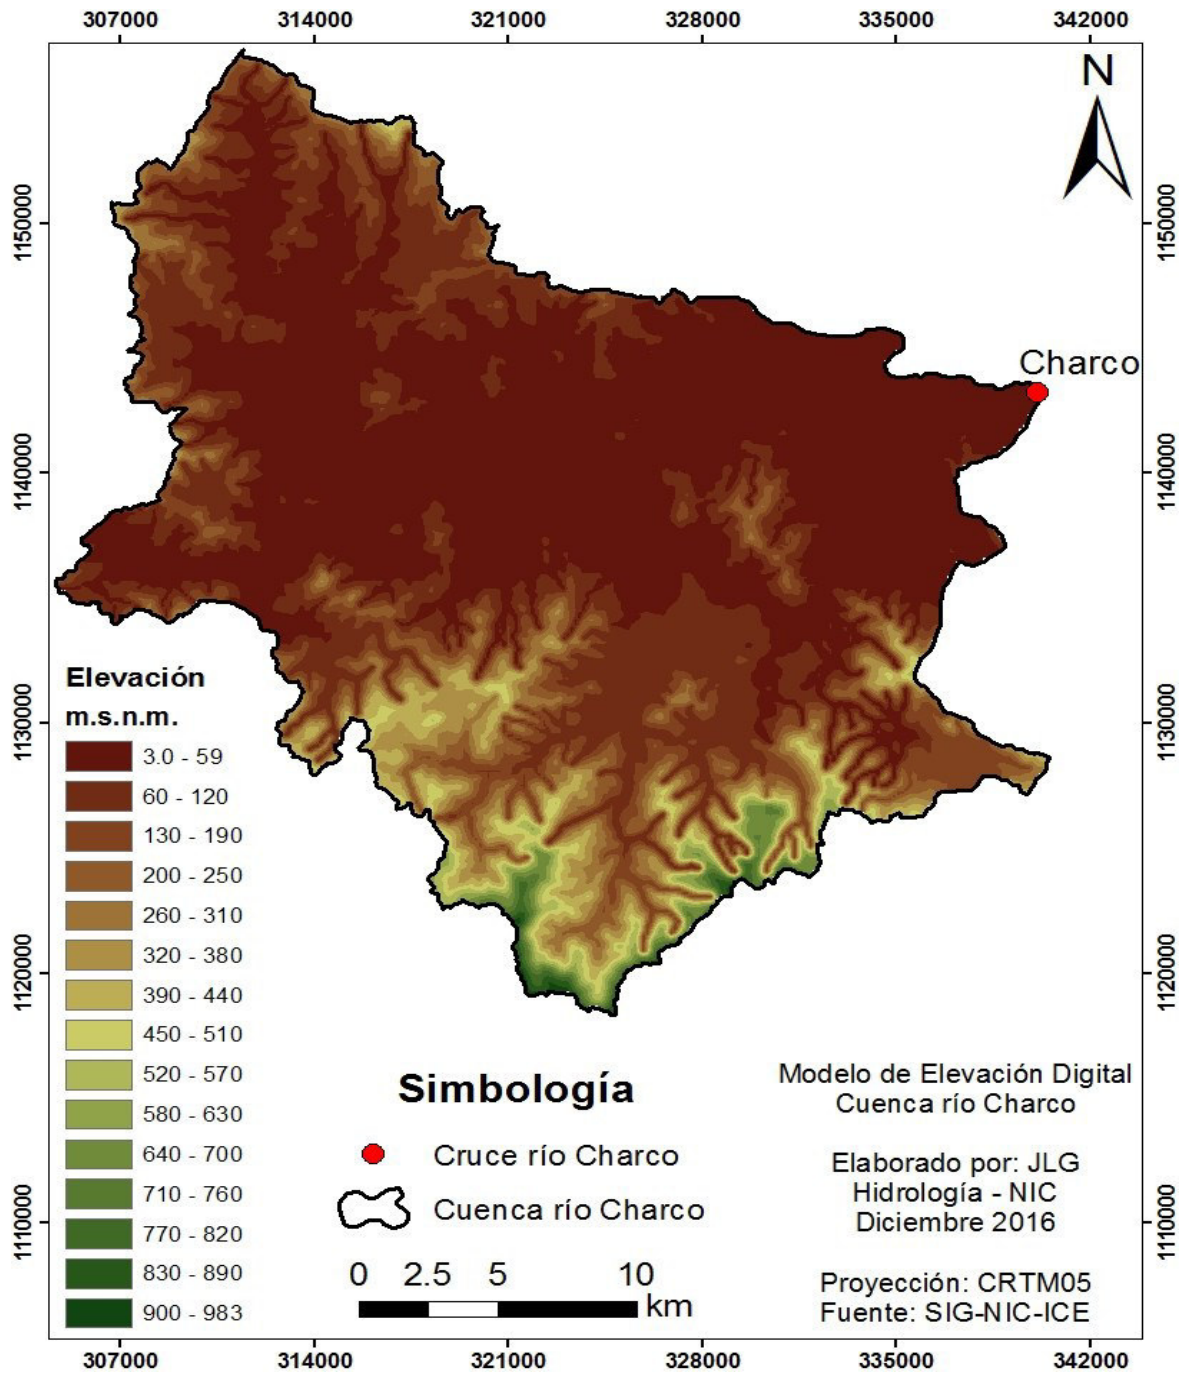 307000 314000 321000 328000 335000 342000
N
1150000 1150000
Charco
1140000 1140000
1130000 1130000
1120000 1120000
1110000 1110000
Elevación
m.s.n.m.
3.0 - 59
60 - 120
130 - 190
200 - 250
260 - 310
320 - 380
390 - 440
450 - 510
520 - 570
580 - 630
640 - 700
710 - 760
770 - 820
830 - 890
900 - 983
Simbología
Cruce río Charco
Cuenca río Charco
0 2.5 5 10
km
Modelo de Elevación Digital
Cuenca río Charco
Elaborado por: JLG
Hidrología - NIC
Diciembre 2016
Proyección: CRTM05
Fuente: SIG-NIC-ICE
307000 314000 321000 328000 335000 342000